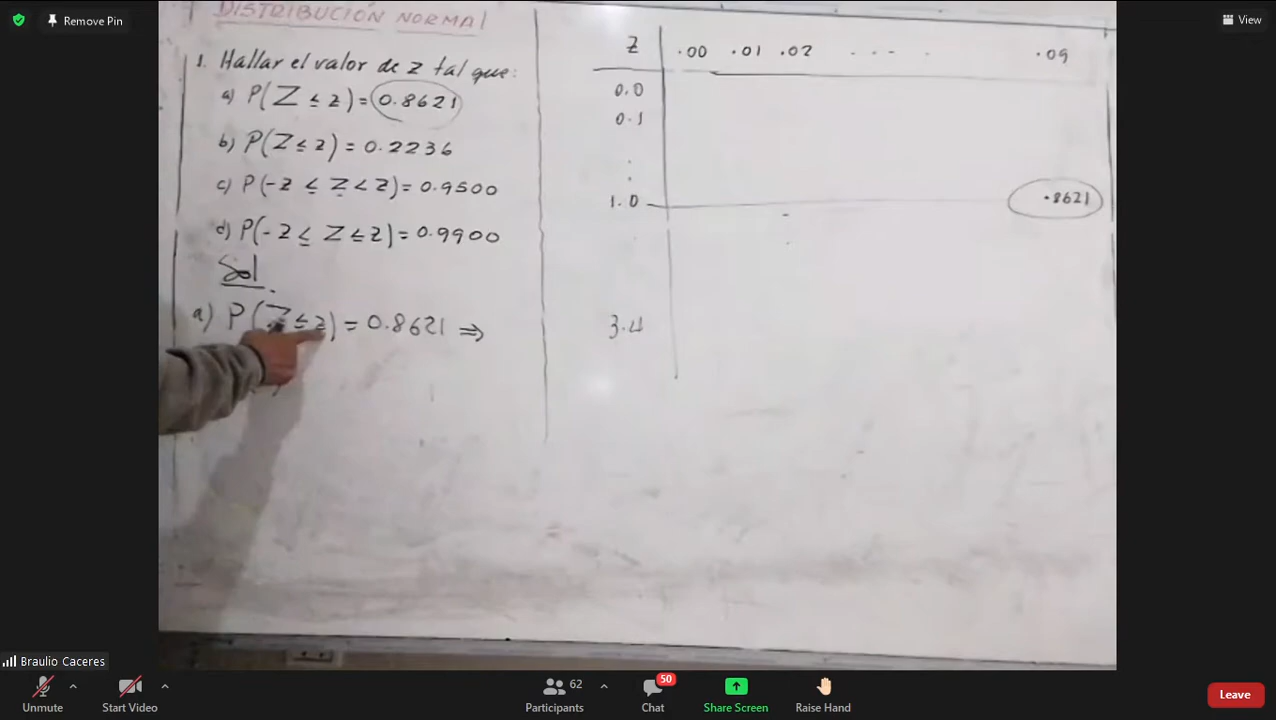 Remove Pin
View
DISTRIBUCIÓN NORMAL
1. Hallar el valor de z tal que:
a) P(Z ≤ z) = 0.8621
b) P(Z ≤ z) = 0.2236
c) P(-z ≤ Z < z) = 0.9500
d) P(-z ≤ Z ≤ z) = 0.9900
Sol.
a) P(Z ≤ z) = 0.8621 ⇒
Z .00 .01 .02 . . . . .09
0.0
0.1
.
.
1.0 .8621
3.4
Braulio Caceres
Unmute
Start Video
62
Participants
50
Chat
Share Screen
Raise Hand
Leave